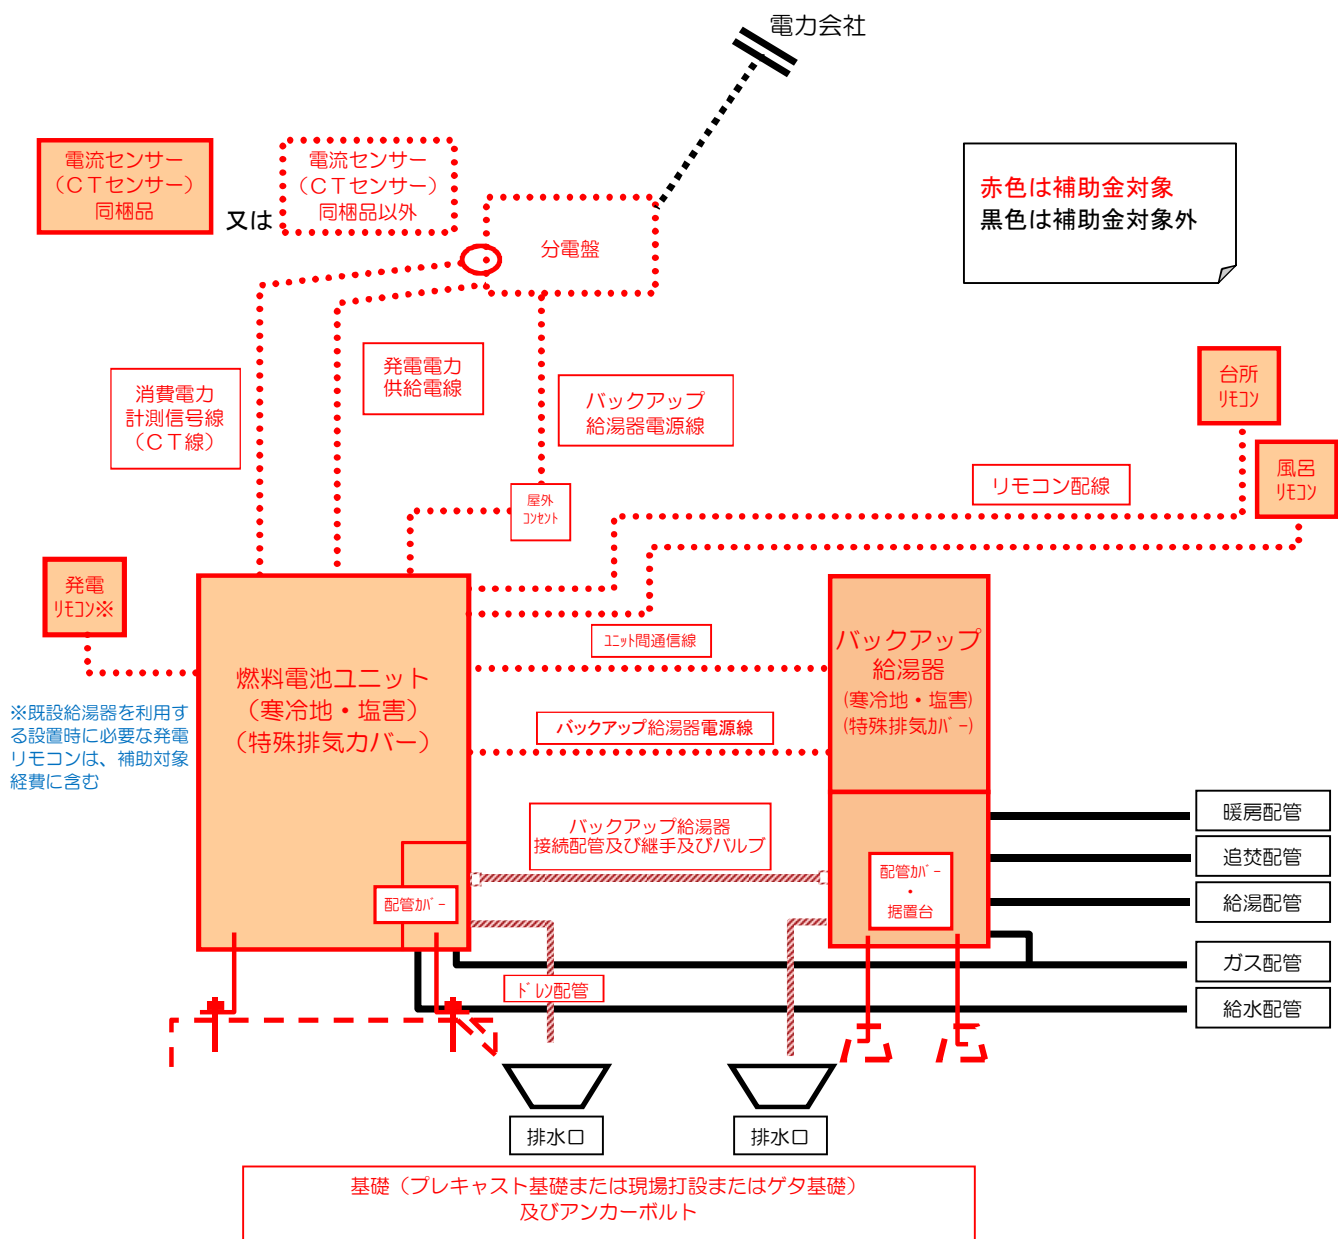 電力会社
電流センサー
（ＣＴセンサー）
同梱品
又は
電流センサー
（ＣＴセンサー）
同梱品以外
分電盤
赤色は補助金対象
黒色は補助金対象外
消費電力
計測信号線
（ＣＴ線）
発電電力
供給電線
バックアップ
給湯器電源線
台所
ﾘﾓｺﾝ
風呂
ﾘﾓｺﾝ
リモコン配線
屋外
ｺﾝｾﾝﾄ
発電
ﾘﾓｺﾝ※
※既設給湯器を利用す
る設置時に必要な発電
リモコンは、補助対象
経費に含む
燃料電池ユニット
（寒冷地・塩害）
（特殊排気カバー）
ﾕﾆｯﾄ間通信線
バックアップ給湯器電源線
バックアップ
給湯器
(寒冷地・塩害)
(特殊排気ｶﾊﾞｰ)
バックアップ給湯器
接続配管及び継手及びバルブ
配管ｶﾊﾞｰ
配管ｶﾊﾞｰ
・
据置台
暖房配管
追焚配管
給湯配管
ガス配管
給水配管
ﾄﾞﾚﾝ配管
排水口
排水口
基礎（プレキャスト基礎または現場打設またはゲタ基礎）
及びアンカーボルト